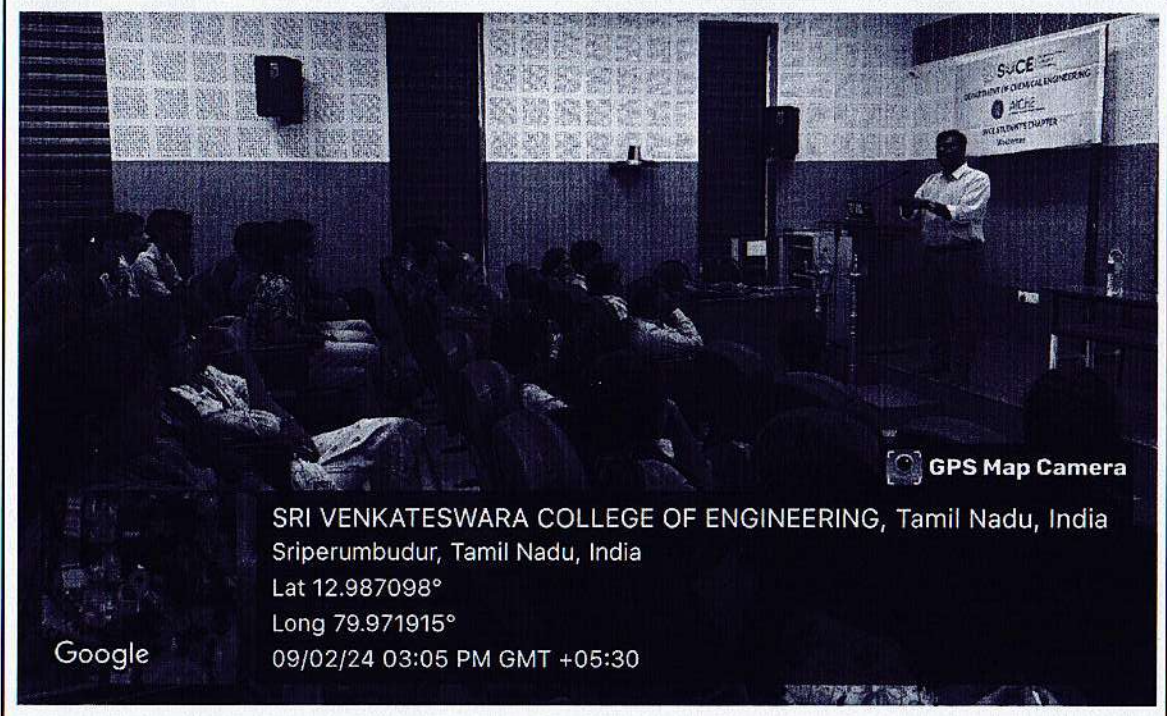 SVCE
DEPARTMENT OF CHEMICAL ENGINEERING
AIChE
SVCE STUDENTS CHAPTER
GPS Map Camera
SRI VENKATESWARA COLLEGE OF ENGINEERING, Tamil Nadu, India
Sriperumbudur, Tamil Nadu, India
Lat 12.987098°
Long 79.971915°
Google
09/02/24 03:05 PM GMT +05:30